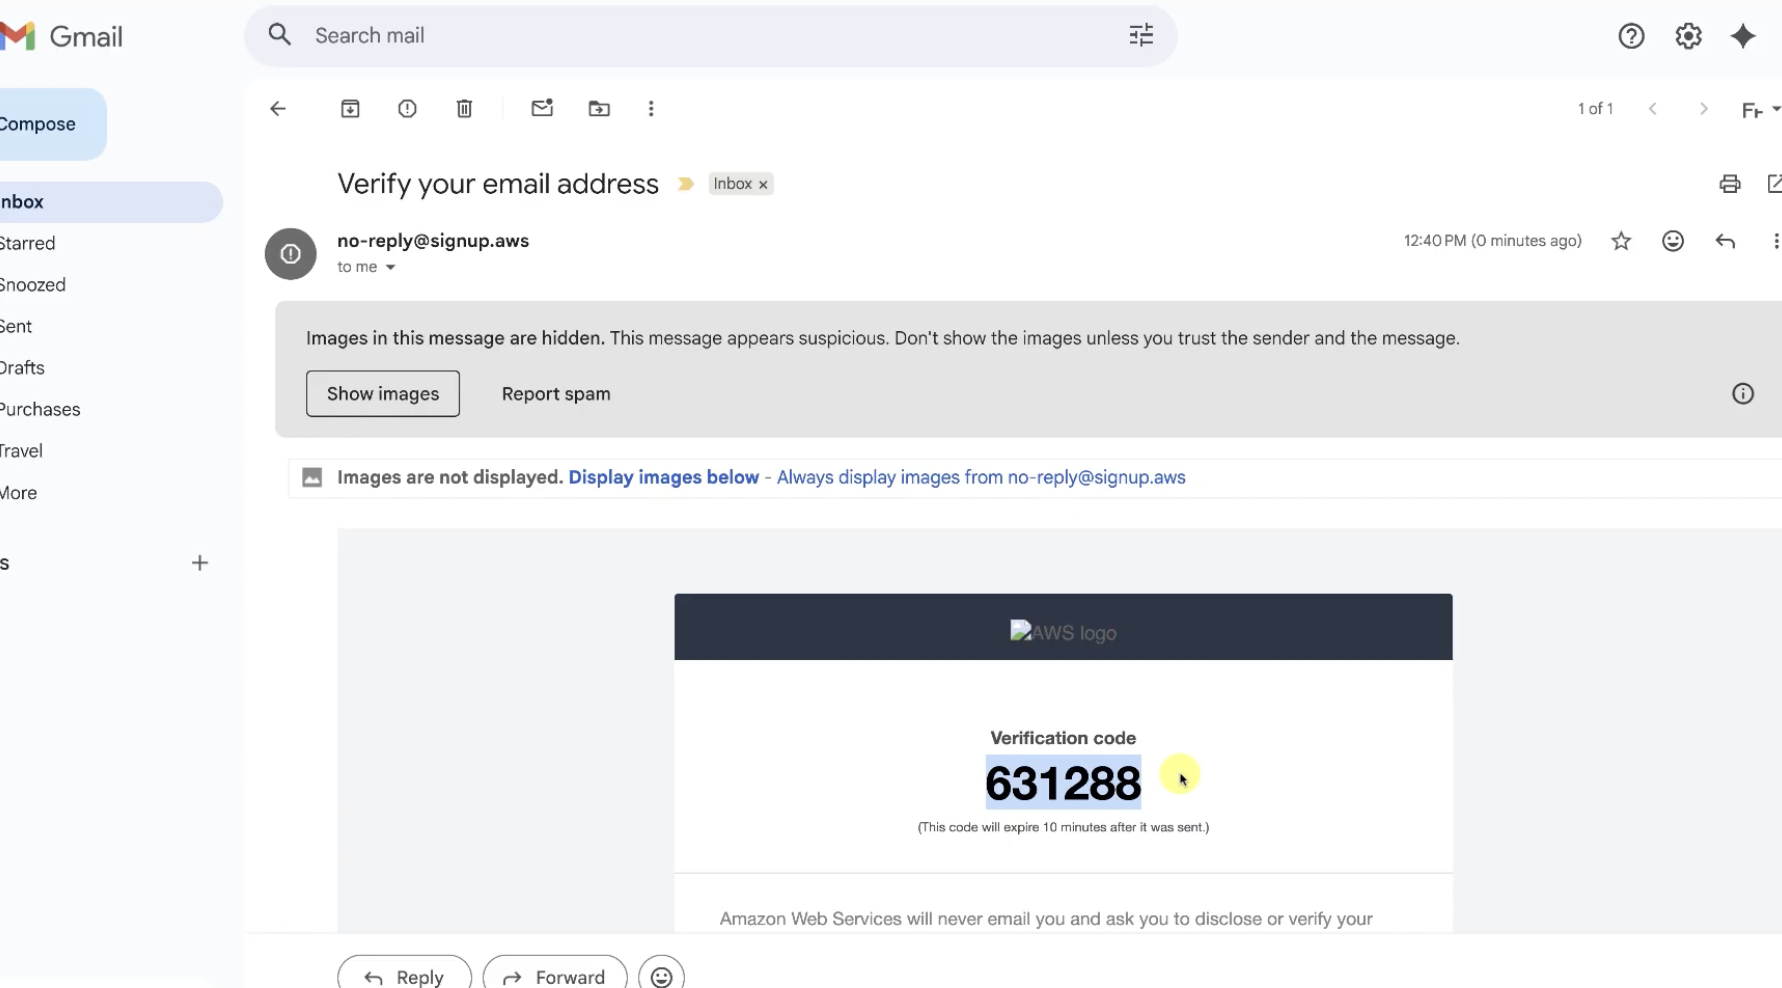 Gmail
Search mail
Compose
1 of 1
Verify your email address
Inbox ×
nbox
no-reply@signup.aws
12:40 PM (0 minutes ago)
Starred
to me
Snoozed
Sent
Images in this message are hidden. This message appears suspicious. Don't show the images unless you trust the sender and the message.
Drafts
Show images
Report spam
Purchases
Travel
Images are not displayed. Display images below - Always display images from no-reply@signup.aws
More
s
AWS logo
Verification code
631288
(This code will expire 10 minutes after it was sent.)
Amazon Web Services will never email you and ask you to disclose or verify your
Reply
Forward